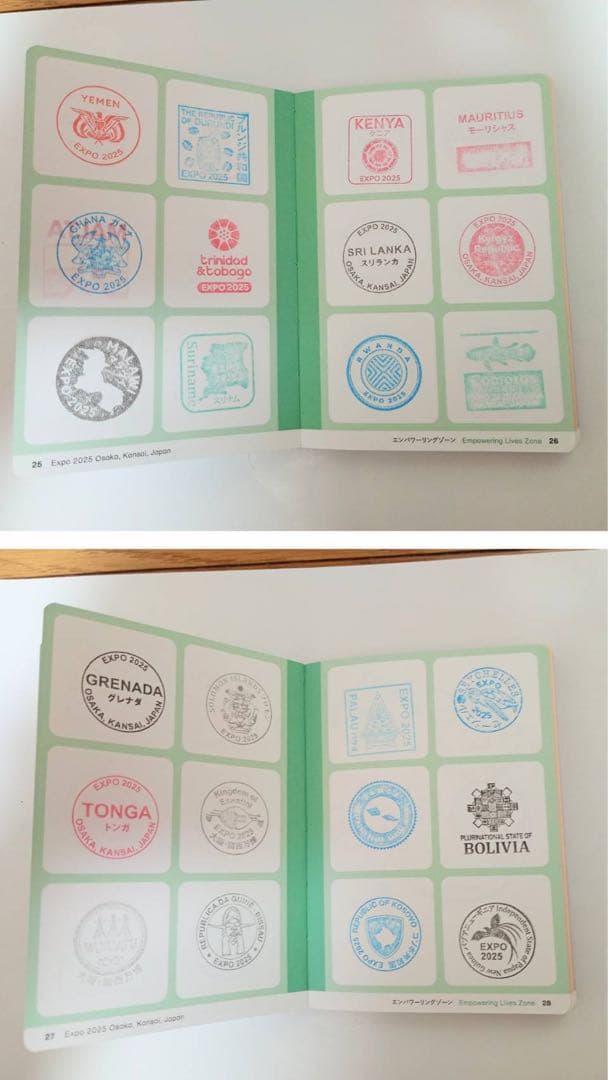 YEMEN
EXPO 2025
THE REPUBLIC
OF BURUNDI
ブルンジ共和国
EXPO 2025
GHANA ガーナ
EXPO 2025
trinidad
&tobago
EXPO 2025
MALAWI
EXPO 2025
Suriname
スリナム
25 Expo 2025 Osaka, Kansai, Japan
KENYA
ケニア
EXPO 2025
MAURITIUS
モーリシャス
EXPO 2025
SRI LANKA
スリランカ
OSAKA, KANSAI, JAPAN
EXPO 2025
Kyrgyz
Republic
OSAKA, KANSAI, JAPAN
RWANDA
EXPO 2025
エンパワーリングゾーン Empowering Lives Zone 26
EXPO 2025
GRENADA
グレナダ
OSAKA, KANSAI, JAPAN
SOLOMON ISLANDS
EXPO 2025
EXPO 2025
TONGA
トンガ
OSAKA, KANSAI, JAPAN
Kingdom of
Eswatini
EXPO 2025
大阪・関西万博
大阪・関西万博
REPUBLICA DA GUINÉ-BISSAU
EXPO 2025
27 Expo 2025 Osaka, Kansai, Japan
EXPO 2025
PALAU
SEYCHELLES
EXPO
2025
PLURINATIONAL STATE OF
BOLIVIA
REPUBLIC OF KOSOVO コソボ共和国
EXPO 2025
パプアニューギニア Independent State of Papua New Guinea
EXPO
2025
エンパワーリングゾーン Empowering Lives Zone 28